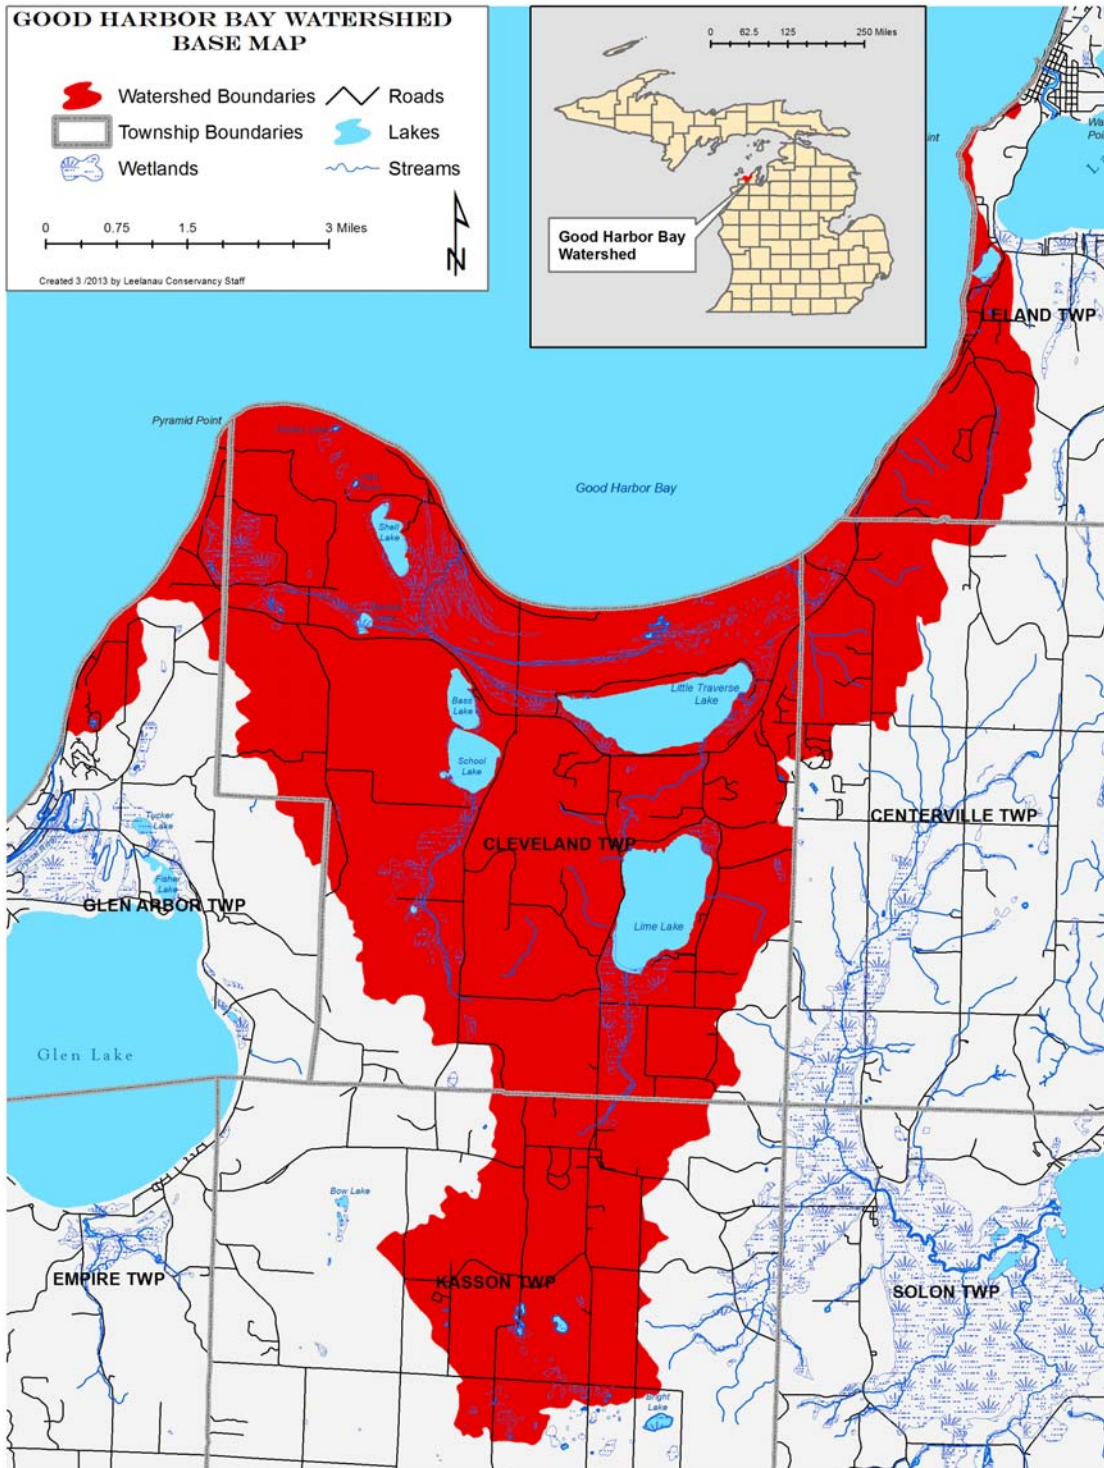 GOOD HARBOR BAY WATERSHED
BASE MAP
Watershed Boundaries
Roads
Township Boundaries
Lakes
Wetlands
Streams
0 0.75 1.5 3 Miles
N
Created 3 /2013 by Leelanau Conservancy Staff
0 62.5 125 250 Miles
Good Harbor Bay
Watershed
LELAND TWP
Pyramid Point
Good Harbor Bay
Shell
Lake
Bass
Lake
Little Traverse
Lake
School
Lake
Tucker
Lake
CENTERVILLE TWP
CLEVELAND TWP
Fisher
Lake
GLEN ARBOR TWP
Lime Lake
Glen Lake
Bow Lake
EMPIRE TWP
KASSON TWP
SOLON TWP
Bright
Lake